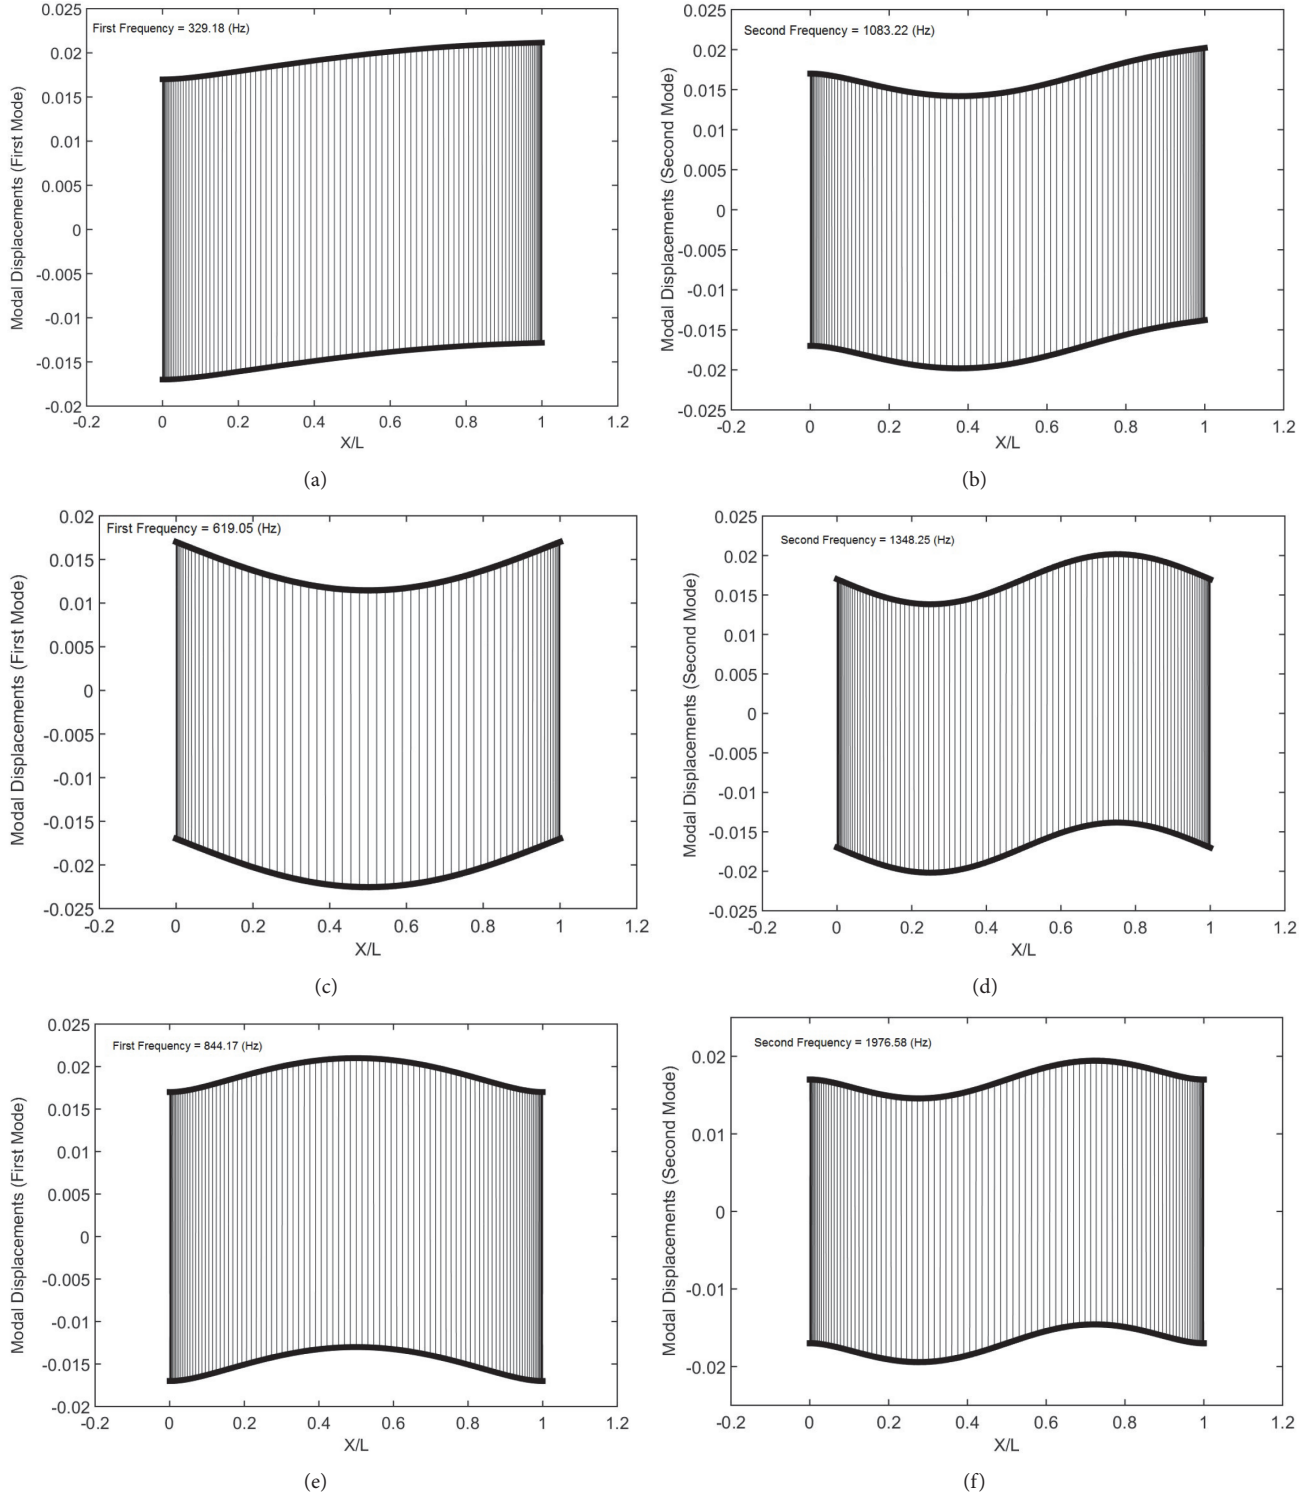 First Frequency = 329.18 (Hz)
Modal Displacements (First Mode)
0.025
0.02
0.015
0.01
0.005
0
-0.005
-0.01
-0.015
-0.02
-0.2 0 0.2 0.4 0.6 0.8 1 1.2
X/L
(a)
Second Frequency = 1083.22 (Hz)
Modal Displacements (Second Mode)
0.025
0.02
0.015
0.01
0.005
0
-0.005
-0.01
-0.015
-0.02
-0.025
-0.2 0 0.2 0.4 0.6 0.8 1 1.2
X/L
(b)
First Frequency = 619.05 (Hz)
Modal Displacements (First Mode)
0.02
0.015
0.01
0.005
0
-0.005
-0.01
-0.015
-0.02
-0.025
-0.2 0 0.2 0.4 0.6 0.8 1 1.2
X/L
(c)
Second Frequency = 1348.25 (Hz)
Modal Displacements (Second Mode)
0.025
0.02
0.015
0.01
0.005
0
-0.005
-0.01
-0.015
-0.02
-0.025
-0.2 0 0.2 0.4 0.6 0.8 1 1.2
X/L
(d)
First Frequency = 844.17 (Hz)
Modal Displacements (First Mode)
0.025
0.02
0.015
0.01
0.005
0
-0.005
-0.01
-0.015
-0.02
-0.2 0 0.2 0.4 0.6 0.8 1 1.2
X/L
(e)
Second Frequency = 1976.58 (Hz)
Modal Displacements (Second Mode)
0.02
0.01
0
-0.01
-0.02
-0.2 0 0.2 0.4 0.6 0.8 1 1.2
X/L
(f)